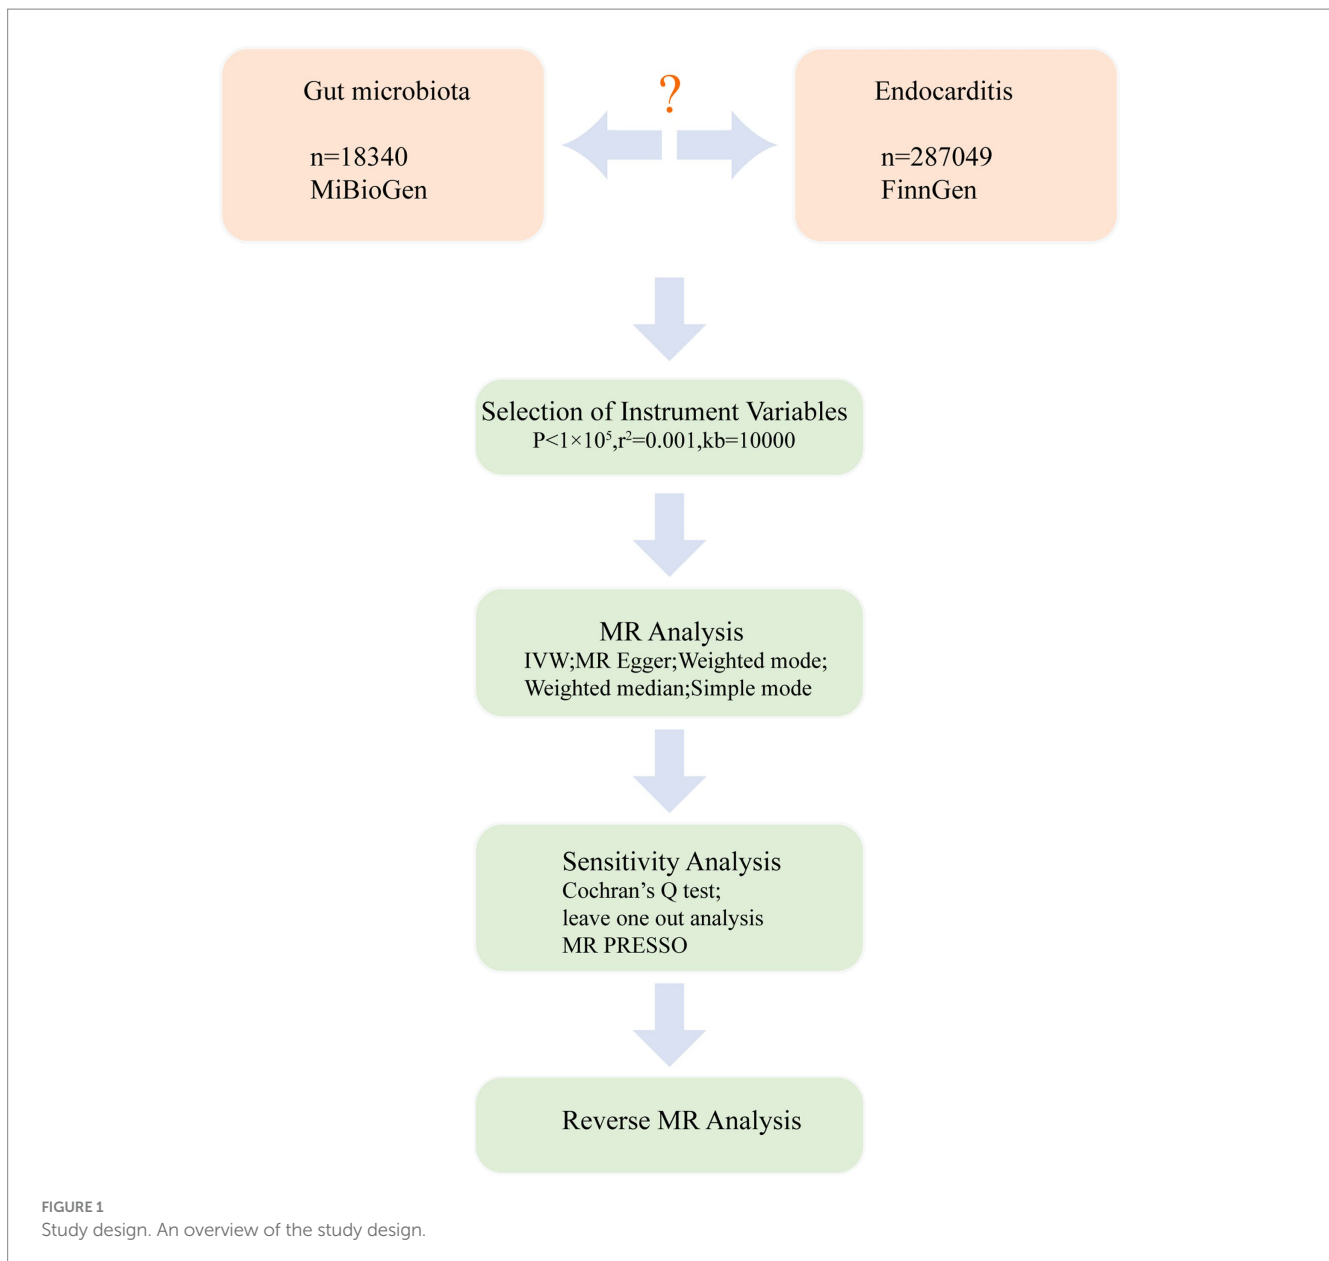 Gut microbiota
n=18340
MiBioGen
?
Endocarditis
n=287049
FinnGen
Selection of Instrument Variables
P<1×10⁵,r²=0.001,kb=10000
MR Analysis
IVW;MR Egger;Weighted mode;
Weighted median;Simple mode
Sensitivity Analysis
Cochran’s Q test;
leave one out analysis
MR PRESSO
Reverse MR Analysis
FIGURE 1
Study design. An overview of the study design.